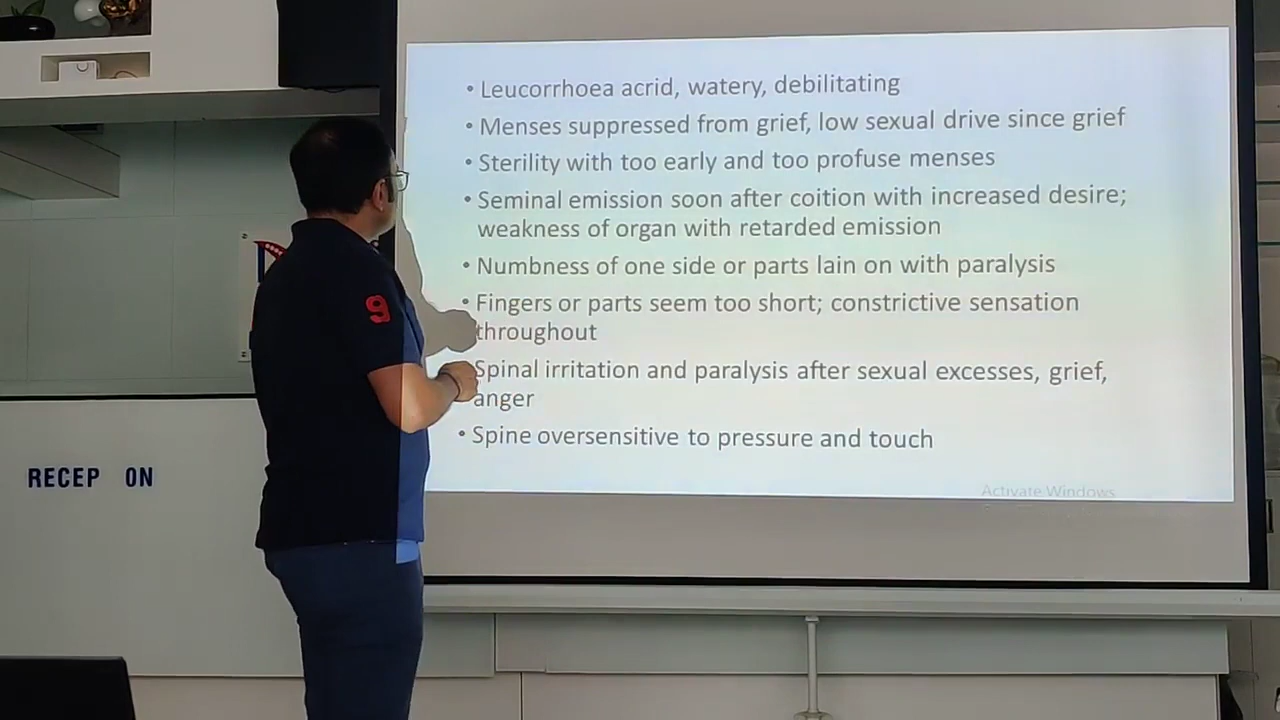 • Leucorrhoea acrid, watery, debilitating
• Menses suppressed from grief, low sexual drive since grief
• Sterility with too early and too profuse menses
• Seminal emission soon after coition with increased desire;
weakness of organ with retarded emission
• Numbness of one side or parts lain on with paralysis
• Fingers or parts seem too short; constrictive sensation
throughout
Spinal irritation and paralysis after sexual excesses, grief,
anger
• Spine oversensitive to pressure and touch
Activate Windows
9
RECEP ON